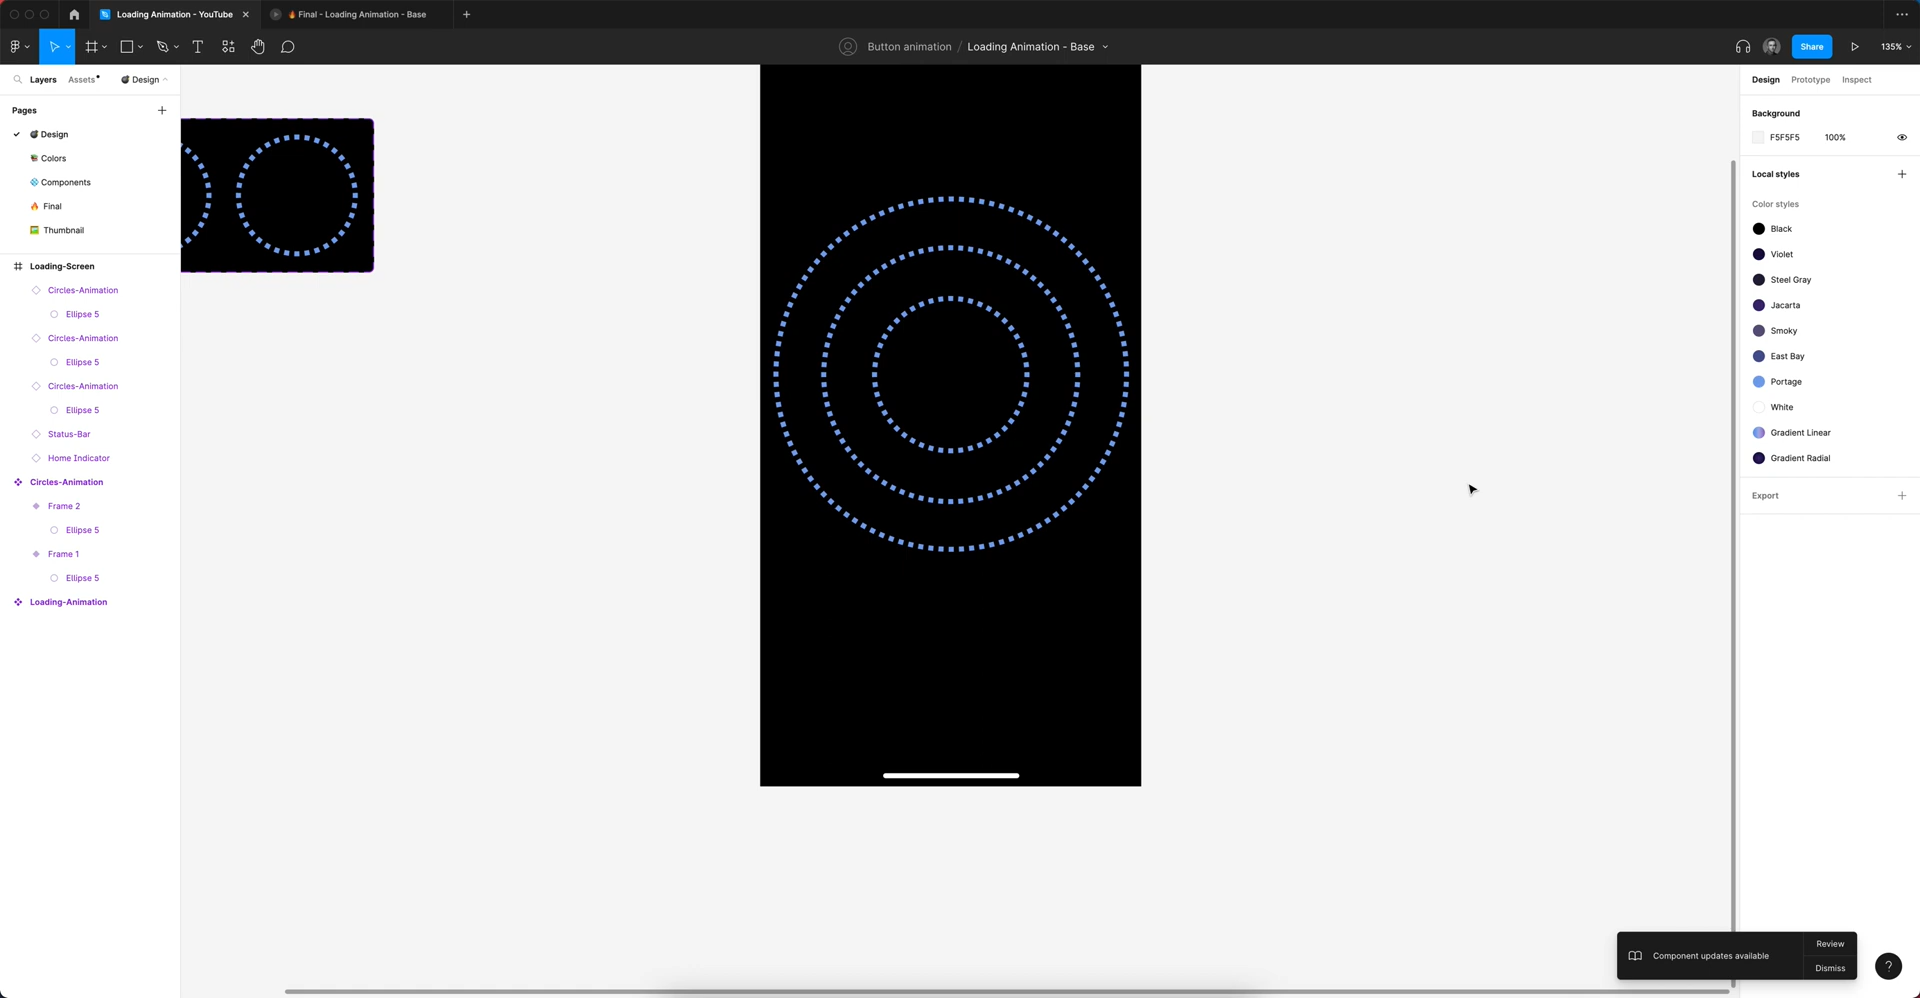 Loading Animation - YouTube
Final - Loading Animation - Base
Button animation / Loading Animation - Base
Share
135%
Layers
Assets
Design
Design
Prototype
Inspect
Pages
Design
Colors
Components
Final
Thumbnail
Loading-Screen
Circles-Animation
Ellipse 5
Circles-Animation
Ellipse 5
Circles-Animation
Ellipse 5
Status-Bar
Home Indicator
Circles-Animation
Frame 2
Ellipse 5
Frame 1
Ellipse 5
Loading-Animation
Background
F5F5F5 100%
Local styles
Color styles
Black
Violet
Steel Gray
Jacarta
Smoky
East Bay
Portage
White
Gradient Linear
Gradient Radial
Export
Component updates available
Review
Dismiss
?